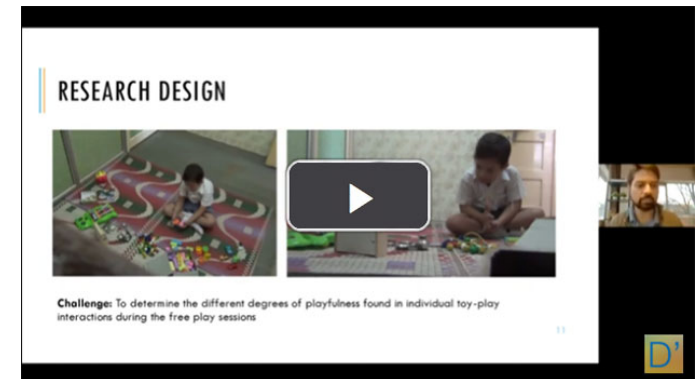 RESEARCH DESIGN
Challenge: To determine the different degrees of playfulness found in individual toy-play
interactions during the free play sessions
D'